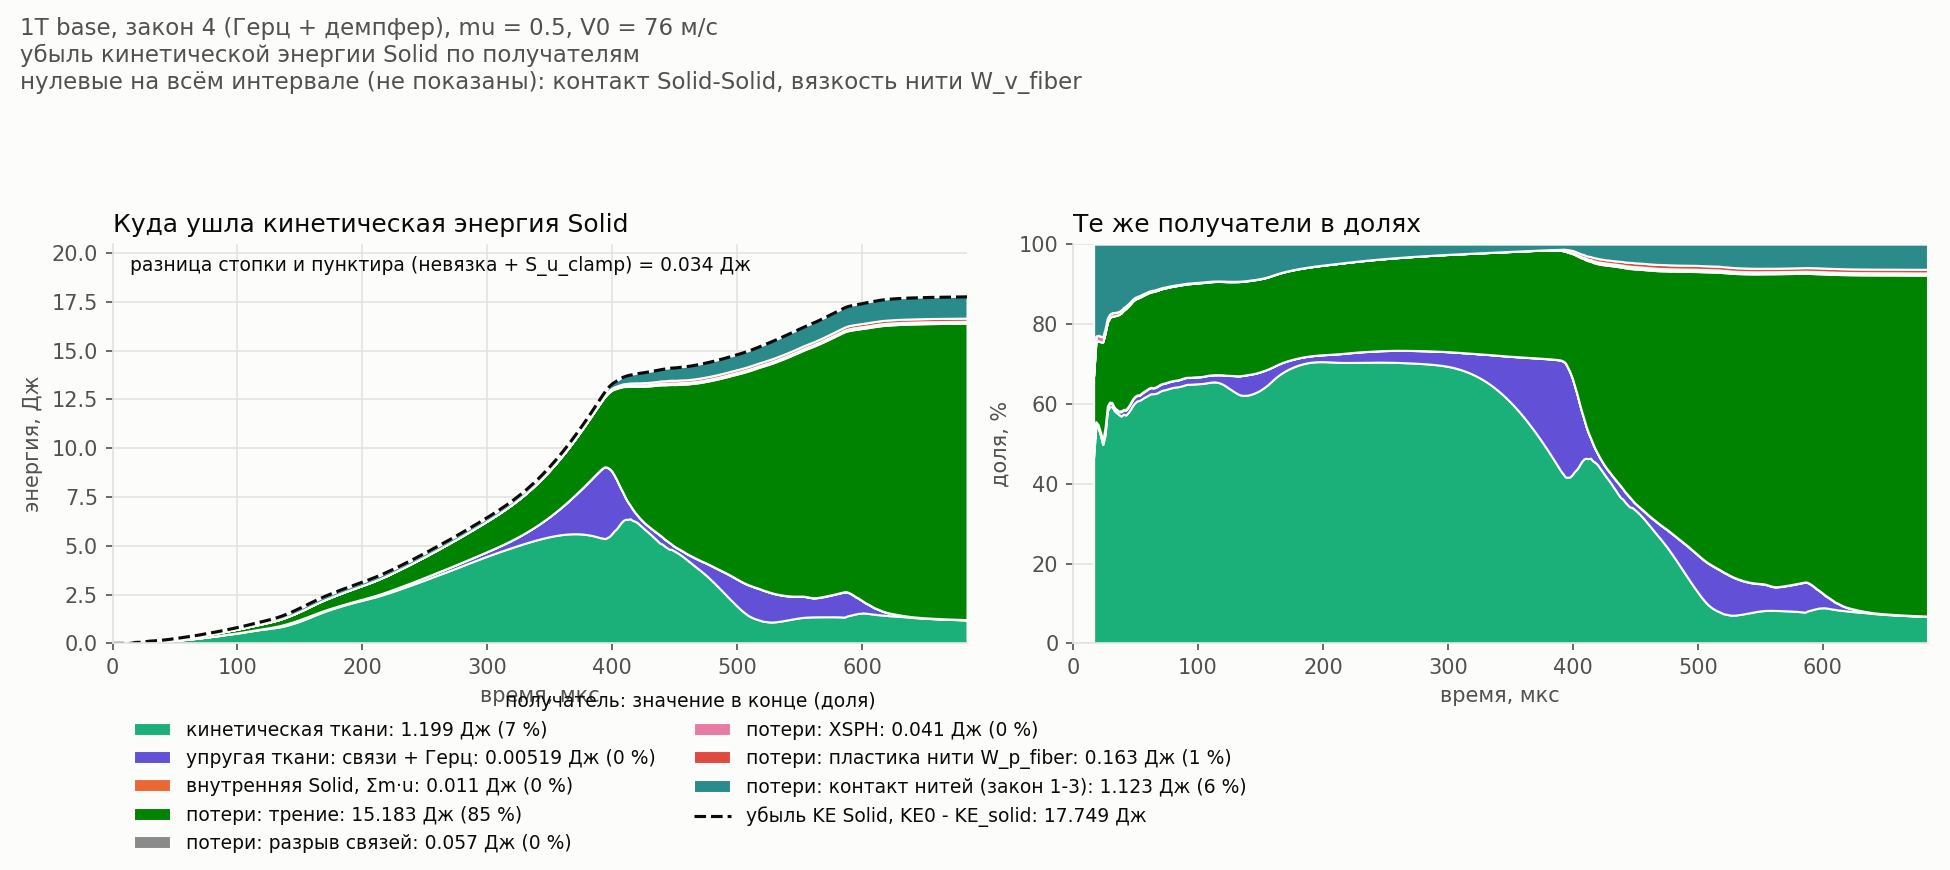 1T base, закон 4 (Герц + демпфер), mu = 0.5, V0 = 76 м/с
убыль кинетической энергии Solid по получателям
нулевые на всём интервале (не показаны): контакт Solid-Solid, вязкость нити W_v_fiber
Куда ушла кинетическая энергия Solid
разница стопки и пунктира (невязка + S_u_clamp) = 0.034 Дж
энергия, Дж
20.0
17.5
15.0
12.5
10.0
7.5
5.0
2.5
0.0
0 100 200 300 400 500 600
время, мкс
Те же получатели в долях
доля, %
100
80
60
40
20
0
0 100 200 300 400 500 600
время, мкс
получатель: значение в конце (доля)
кинетическая ткани: 1.199 Дж (7 %)
упругая ткани: связи + Герц: 0.00519 Дж (0 %)
внутренняя Solid, Σm·u: 0.011 Дж (0 %)
потери: трение: 15.183 Дж (85 %)
потери: разрыв связей: 0.057 Дж (0 %)
потери: XSPH: 0.041 Дж (0 %)
потери: пластика нити W_p_fiber: 0.163 Дж (1 %)
потери: контакт нитей (закон 1-3): 1.123 Дж (6 %)
убыль KE Solid, KE0 - KE_solid: 17.749 Дж